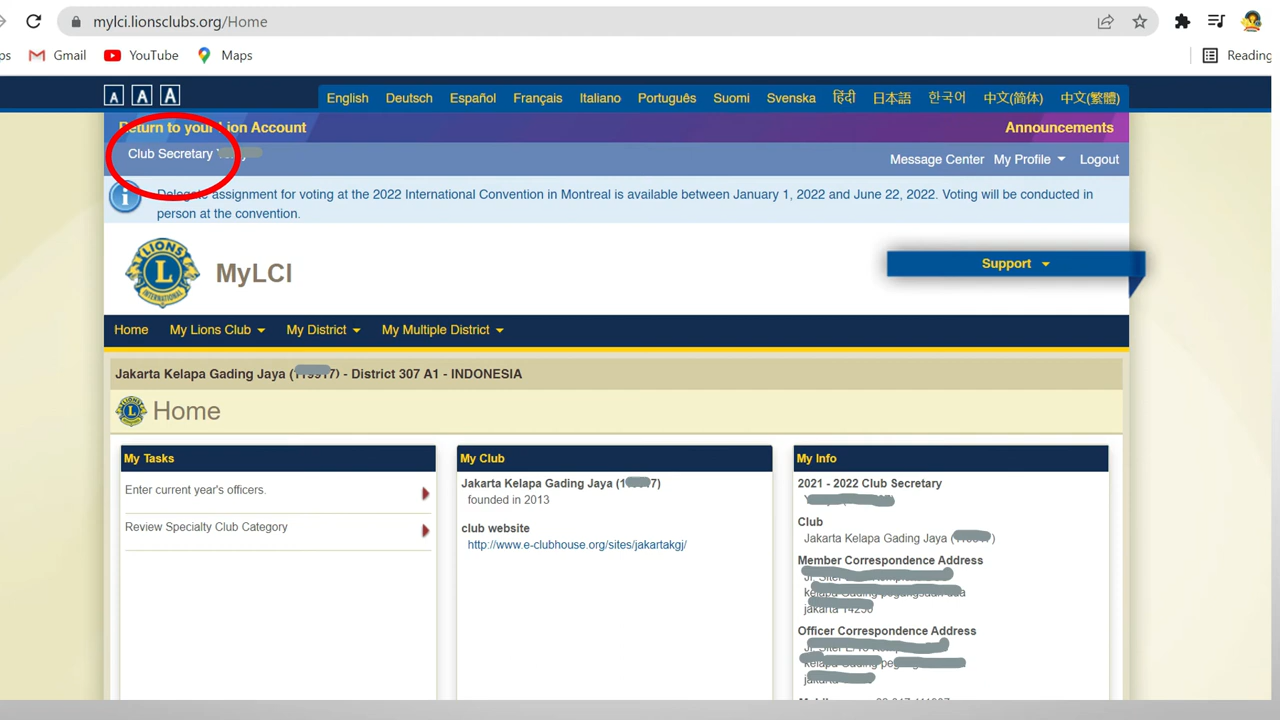 mylci.lionsclubs.org/Home
Gmail YouTube Maps Reading
A A A
English Deutsch Español Français Italiano Português Suomi Svenska हिंदी 日本語 한국어 中文(简体) 中文(繁體)
Return to your Lion Account Announcements
Club Secretary
Message Center My Profile Logout
Delegate assignment for voting at the 2022 International Convention in Montreal is available between January 1, 2022 and June 22, 2022. Voting will be conducted in
person at the convention.
LIONS
L
INTERNATIONAL
MyLCI
Support
Home My Lions Club My District My Multiple District
Jakarta Kelapa Gading Jaya - District 307 A1 - INDONESIA
L Home
My Tasks
Enter current year's officers.
Review Specialty Club Category
My Club
Jakarta Kelapa Gading Jaya
founded in 2013
club website
http://www.e-clubhouse.org/sites/jakartakgj/
My Info
2021 - 2022 Club Secretary
Club
Jakarta Kelapa Gading Jaya
Member Correspondence Address
Officer Correspondence Address